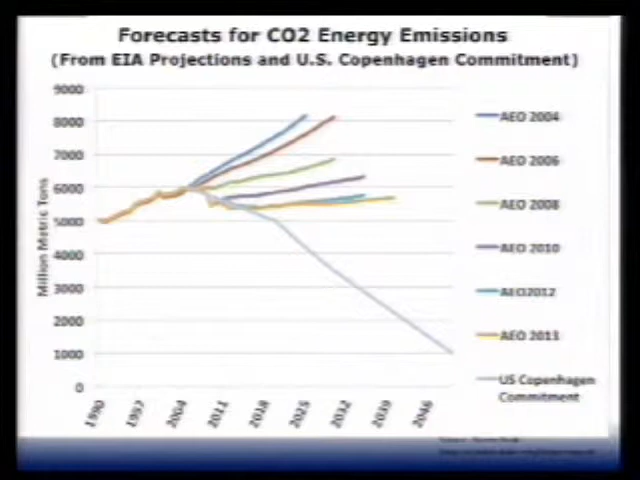 Forecasts for CO2 Energy Emissions
(From EIA Projections and U.S. Copenhagen Commitment)
9000
8000
7000
6000
5000
4000
3000
2000
1000
0
Million Metric Tons
1990
1997
2004
2011
2018
2025
2032
2039
2046
AEO 2004
AEO 2006
AEO 2008
AEO 2010
AEO2012
AEO 2013
US Copenhagen
Commitment